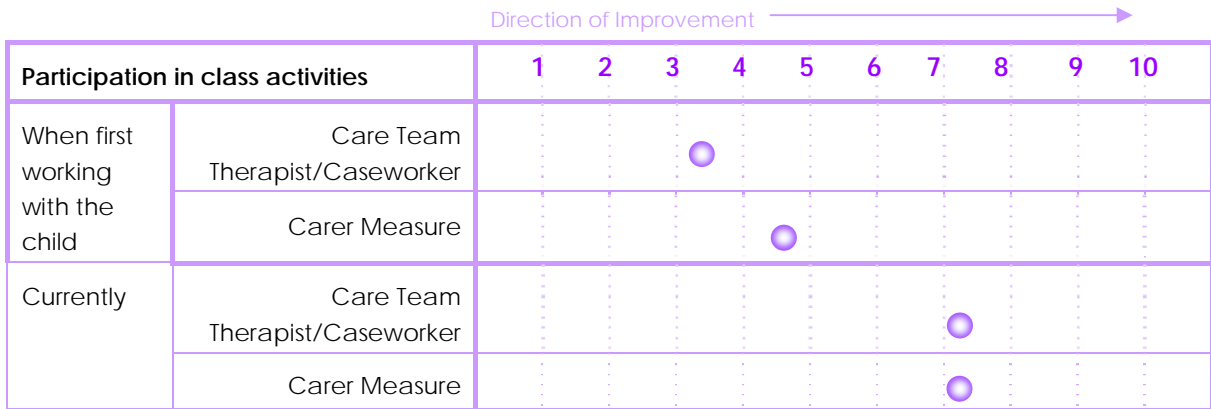 Direction of Improvement
Participation in class activities 1 2 3 4 5 6 7 8 9 10
When first
working
with the
child
Care Team
Therapist/Caseworker
Carer Measure
Currently
Care Team
Therapist/Caseworker
Carer Measure